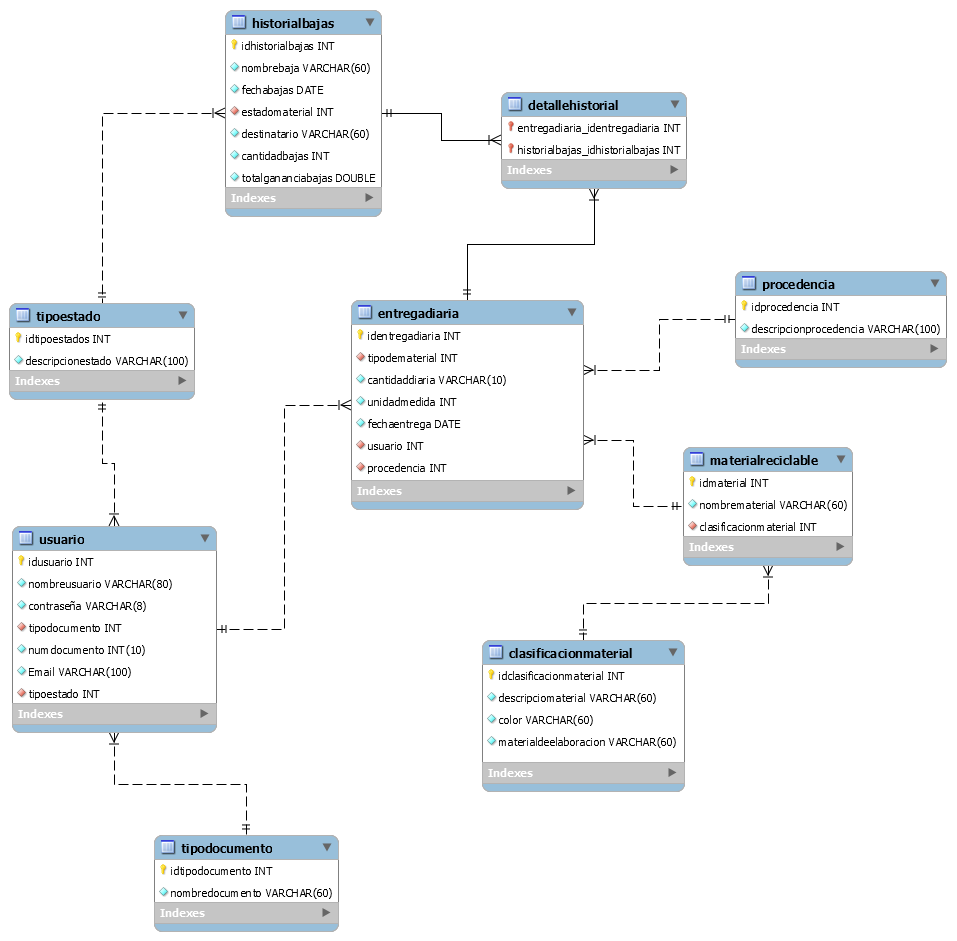 historialbajas
idhistorialbajas INT
nombrebaja VARCHAR(60)
fechabajas DATE
estadomaterial INT
destinatario VARCHAR(60)
cantidadbajas INT
totalgananciabajas DOUBLE
Indexes
detallehistorial
entregadiaria_identregadiaria INT
historialbajas_idhistorialbajas INT
Indexes
procedencia
idprocedencia INT
descripcionprocedencia VARCHAR(100)
Indexes
tipoestado
idtipoestados INT
descripcionestado VARCHAR(100)
Indexes
entregadiaria
identregadiaria INT
tipodematerial INT
cantidaddiaria VARCHAR(10)
unidadmedida INT
fechaentrega DATE
usuario INT
procedencia INT
Indexes
materialreciclable
idmaterial INT
nombrematerial VARCHAR(60)
clasificacionmaterial INT
Indexes
usuario
idusuario INT
nombreusuario VARCHAR(80)
contraseña VARCHAR(8)
tipodocumento INT
numdocumento INT(10)
Email VARCHAR(100)
tipoestado INT
Indexes
clasificacionmaterial
idclasificacionmaterial INT
descripciomaterial VARCHAR(60)
color VARCHAR(60)
materialdeelaboracion VARCHAR(60)
Indexes
tipodocumento
idtipodocumento INT
nombredocumento VARCHAR(60)
Indexes